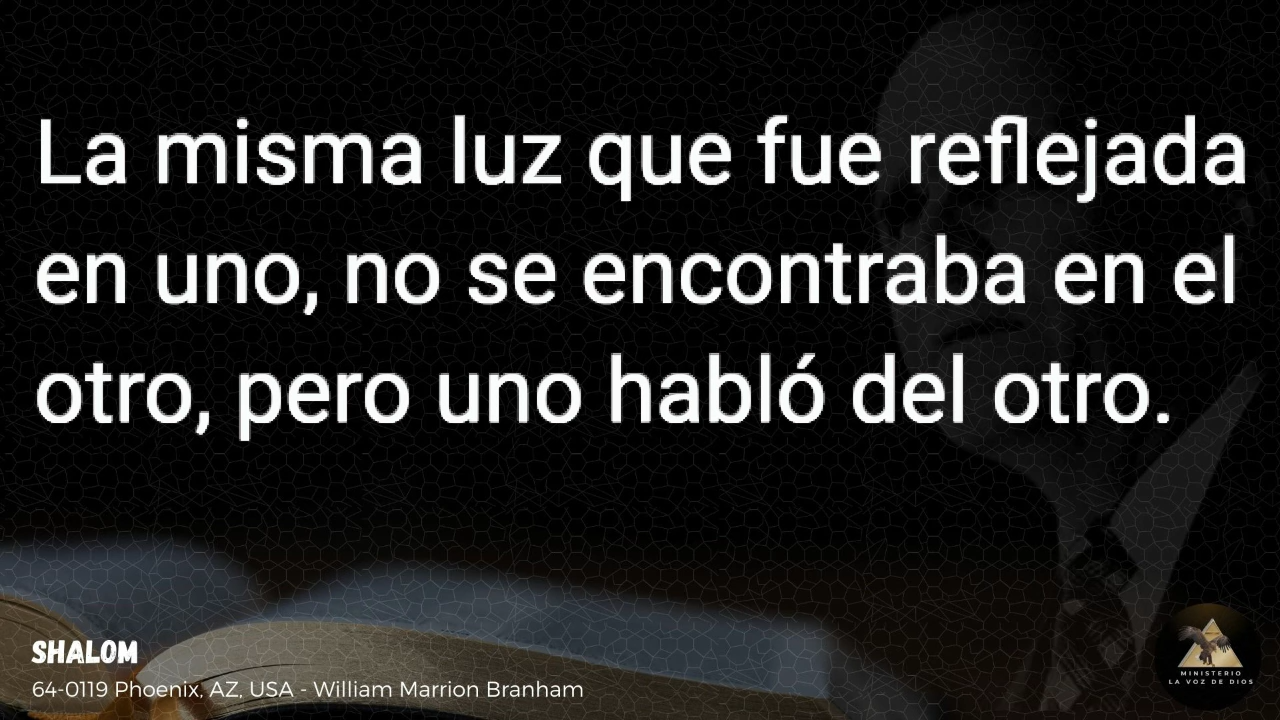 La misma luz que fue reflejada
en uno, no se encontraba en el
otro, pero uno habló del otro.
SHALOM
64-0119 Phoenix, AZ, USA - William Marrion Branham
MINISTERIO
LA VOZ DE DIOS